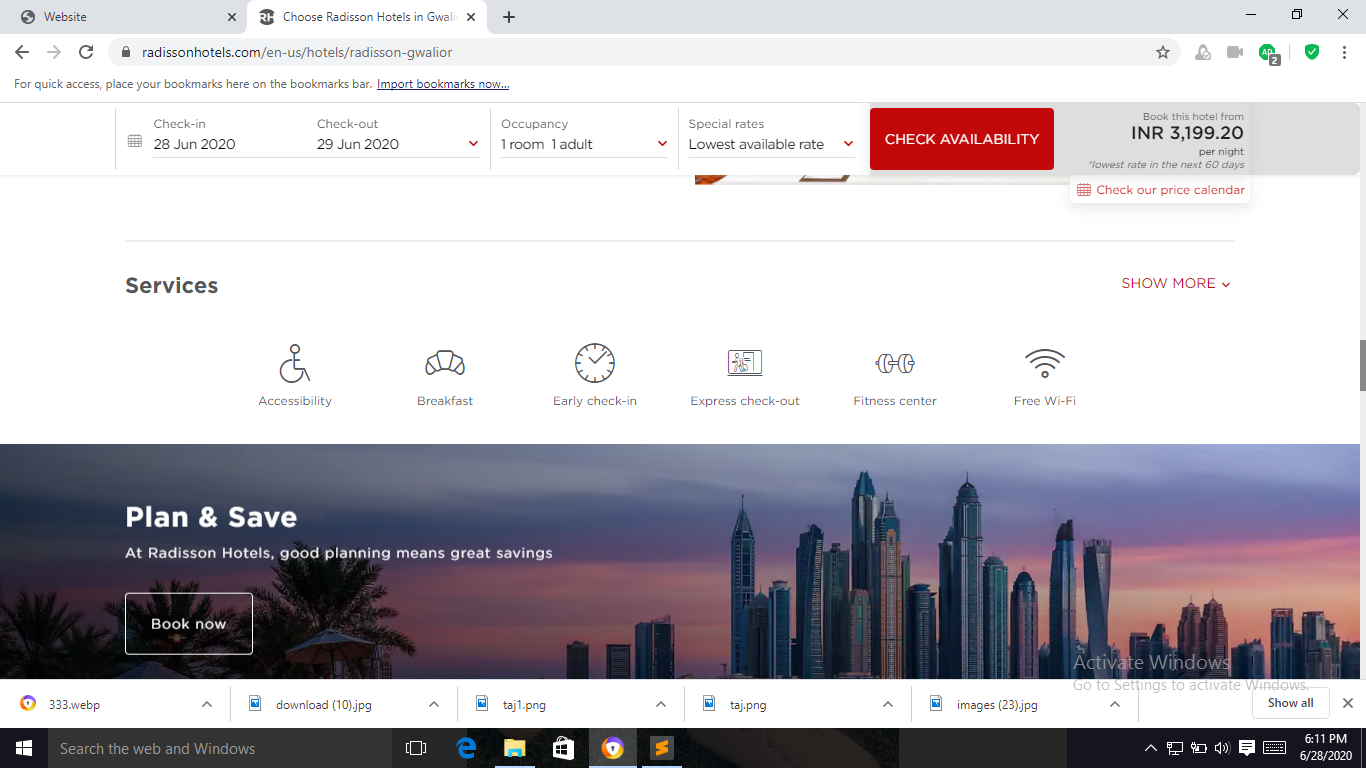 Website
Choose Radisson Hotels in Gwali
radissonhotels.com/en-us/hotels/radisson-gwalior
2
For quick access, place your bookmarks here on the bookmarks bar. Import bookmarks now...
Check-in
28 Jun 2020
Check-out
29 Jun 2020
Occupancy
1 room 1 adult
Special rates
Lowest available rate
CHECK AVAILABILITY
Book this hotel from
INR 3,199.20
per night
*lowest rate in the next 60 days
Check our price calendar
Services
SHOW MORE
Accessibility
Breakfast
Early check-in
Express check-out
Fitness center
Free Wi-Fi
Plan & Save
At Radisson Hotels, good planning means great savings
Book now
Activate Windows
Go to Settings to activate Windows.
333.webp
download (10).jpg
taj1.png
taj.png
images (23).jpg
Show all
Search the web and Windows
6:11 PM
6/28/2020